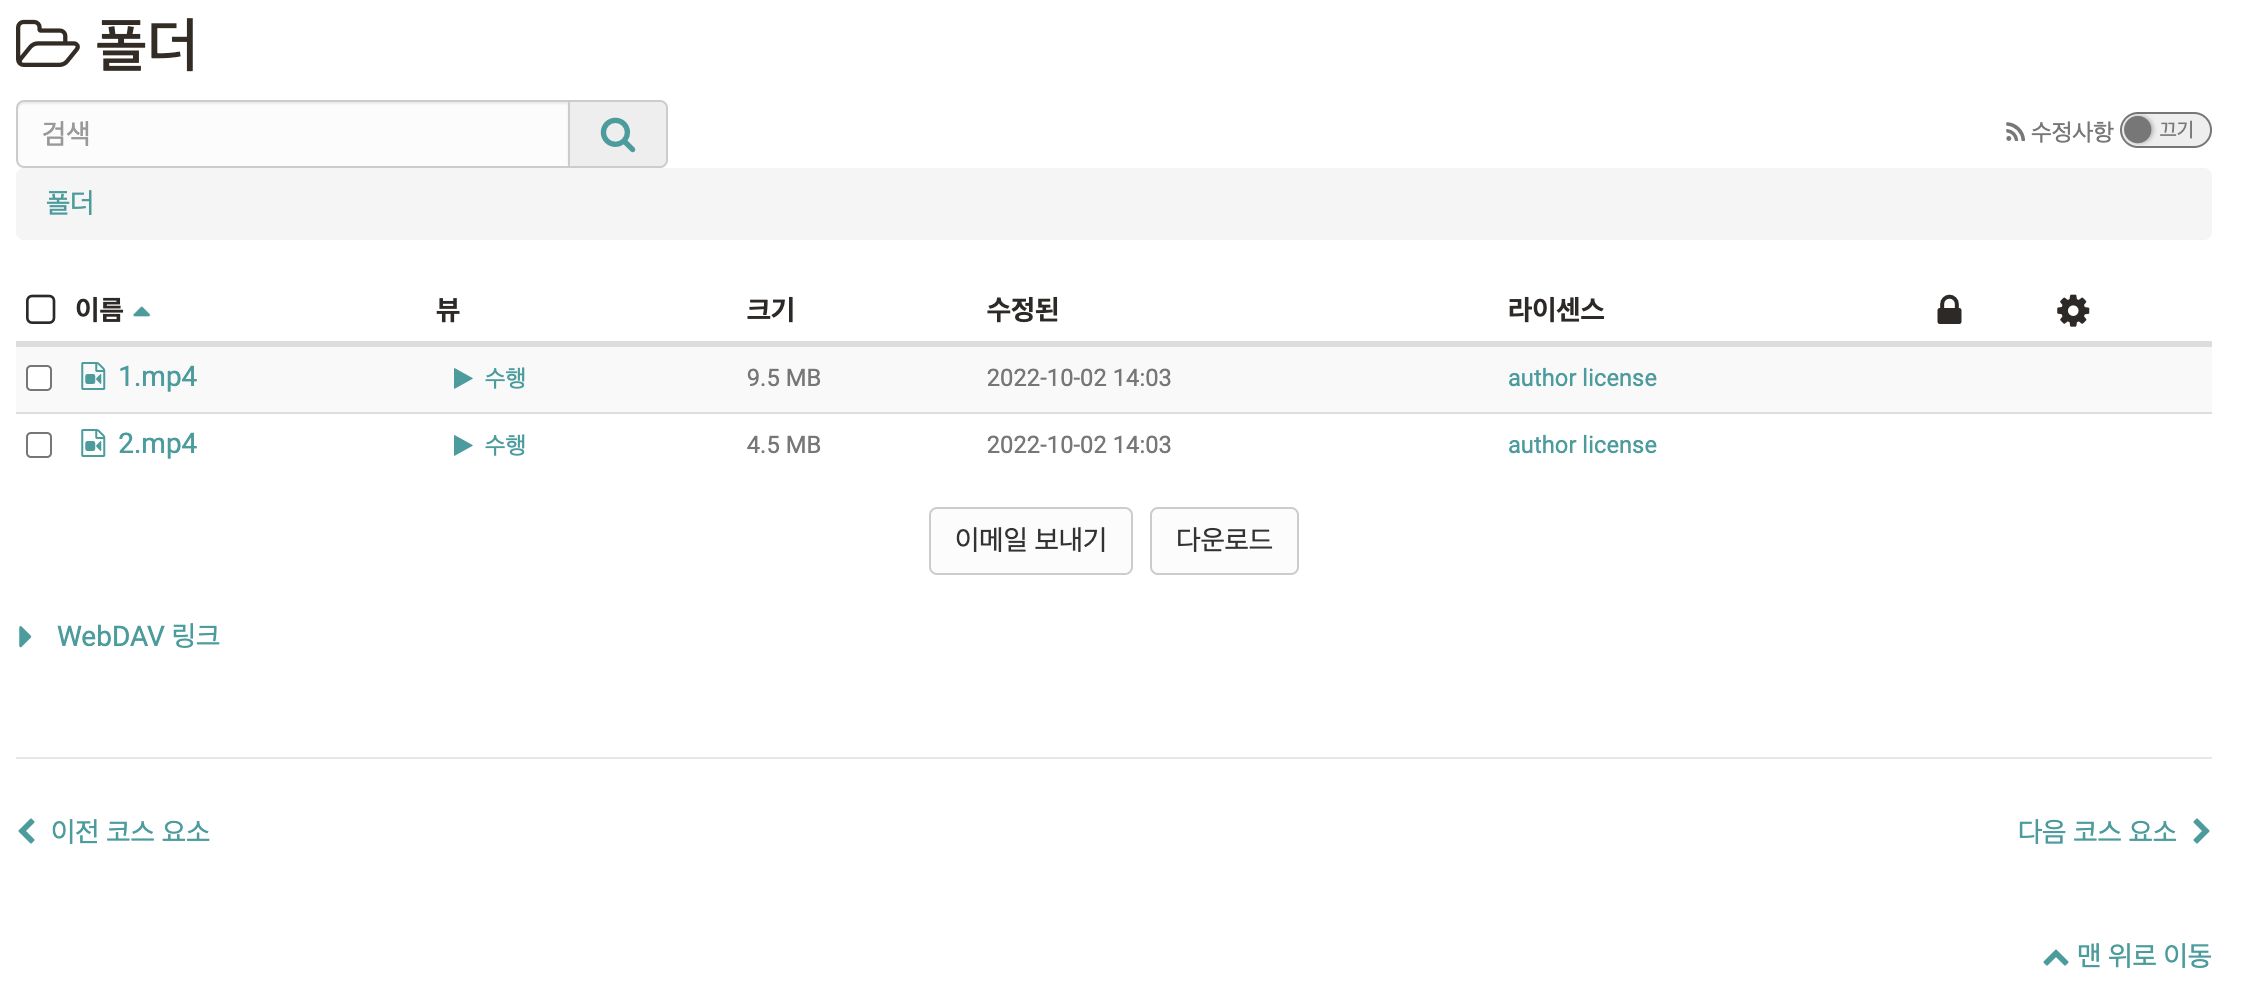 폴더
검색
수정사항 끄기
폴더
이름 뷰 크기 수정된 라이센스
1.mp4 수행 9.5 MB 2022-10-02 14:03 author license
2.mp4 수행 4.5 MB 2022-10-02 14:03 author license
이메일 보내기 다운로드
WebDAV 링크
이전 코스 요소 다음 코스 요소
맨 위로 이동